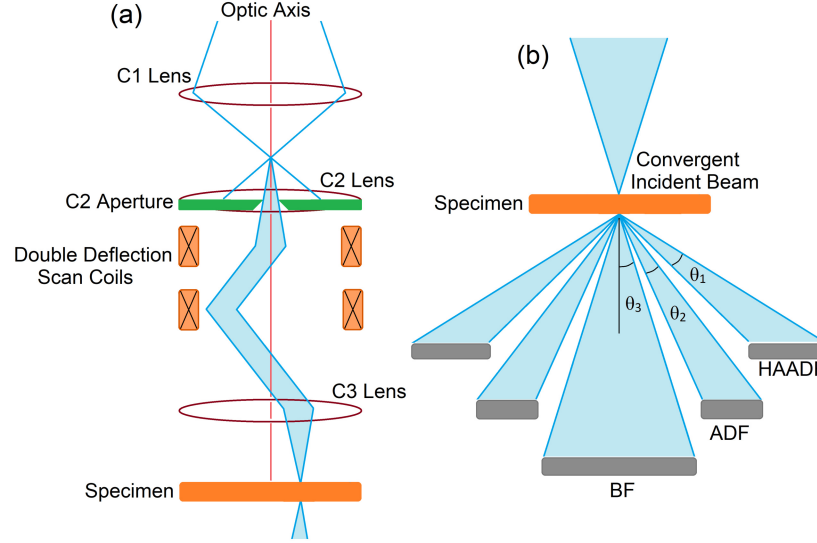 (a)
Optic Axis
C1 Lens
C2 Lens
C2 Aperture
Double Deflection
Scan Coils
C3 Lens
Specimen
(b)
Convergent
Incident Beam
Specimen
θ1
θ2
θ3
HAADF
ADF
BF